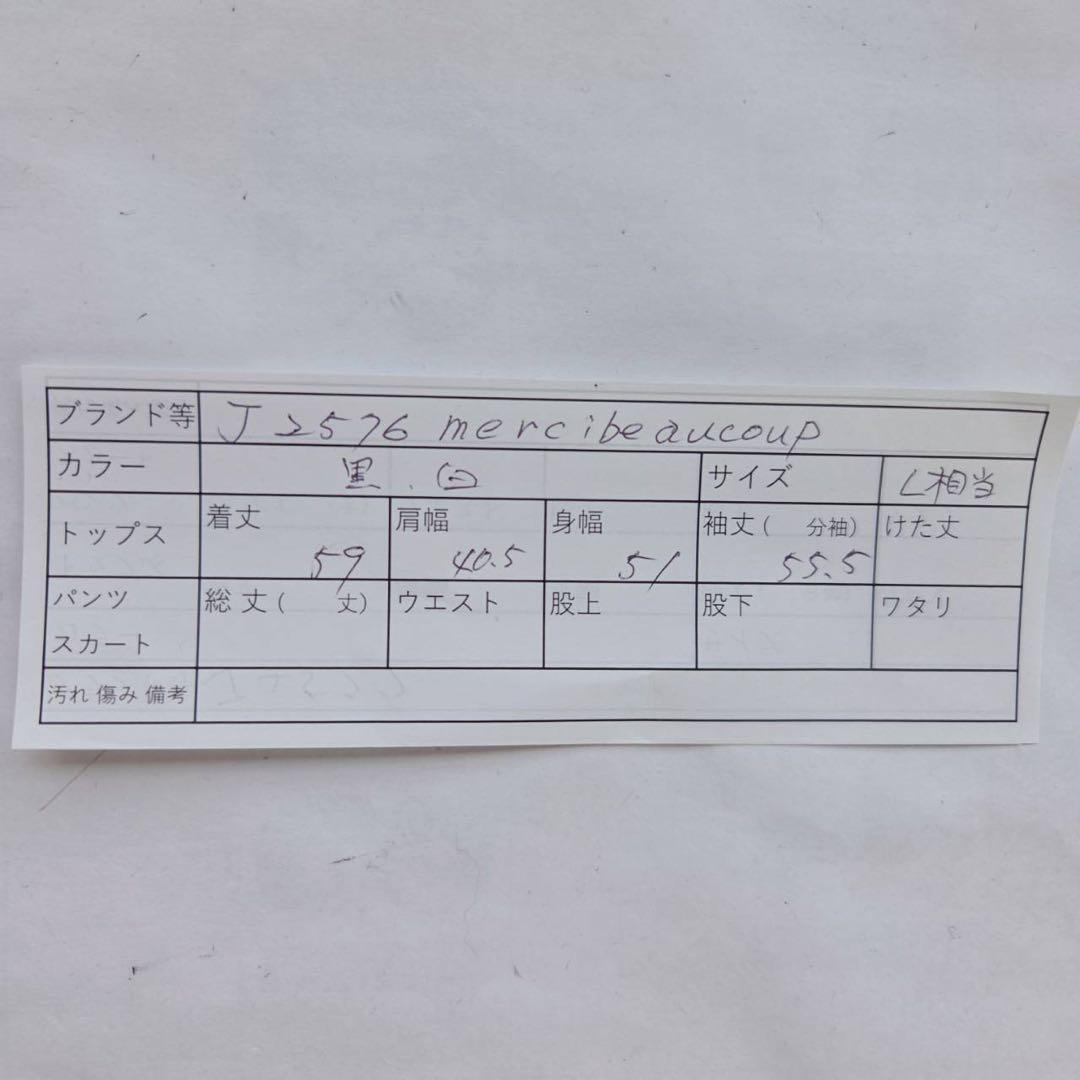 ブランド等 J2576 mercibeaucoup
カラー 黒、白 サイズ L相当
トップス 着丈 59 肩幅 40.5 身幅 51 袖丈( 分袖) 55.5 けた丈
パンツ スカート 総丈( 丈) ウエスト 股上 股下 ワタリ
汚れ 傷み 備考